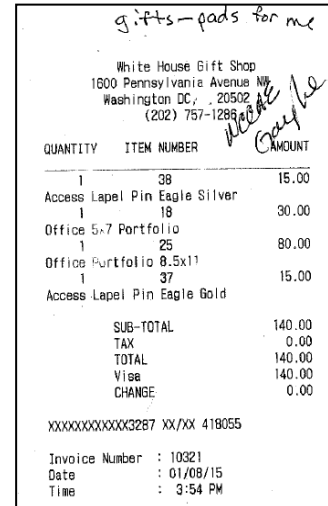 gifts - pads for me
White House Gift Shop
1600 Pennsylvania Avenue NW
Washington DC, . 20502
(202) 757-1286
QUANTITY ITEM NUMBER AMOUNT
1 38 15.00
Access Lapel Pin Eagle Silver
1 18 30.00
Office 5x7 Portfolio
1 25 80.00
Office Portfolio 8.5x11
1 37 15.00
Access Lapel Pin Eagle Gold
SUB-TOTAL 140.00
TAX 0.00
TOTAL 140.00
Visa 140.00
CHANGE 0.00
XXXXXXXXXXXX3287 XX/XX 418055
Invoice Number : 10321
Date : 01/08/15
Time : 3:54 PM